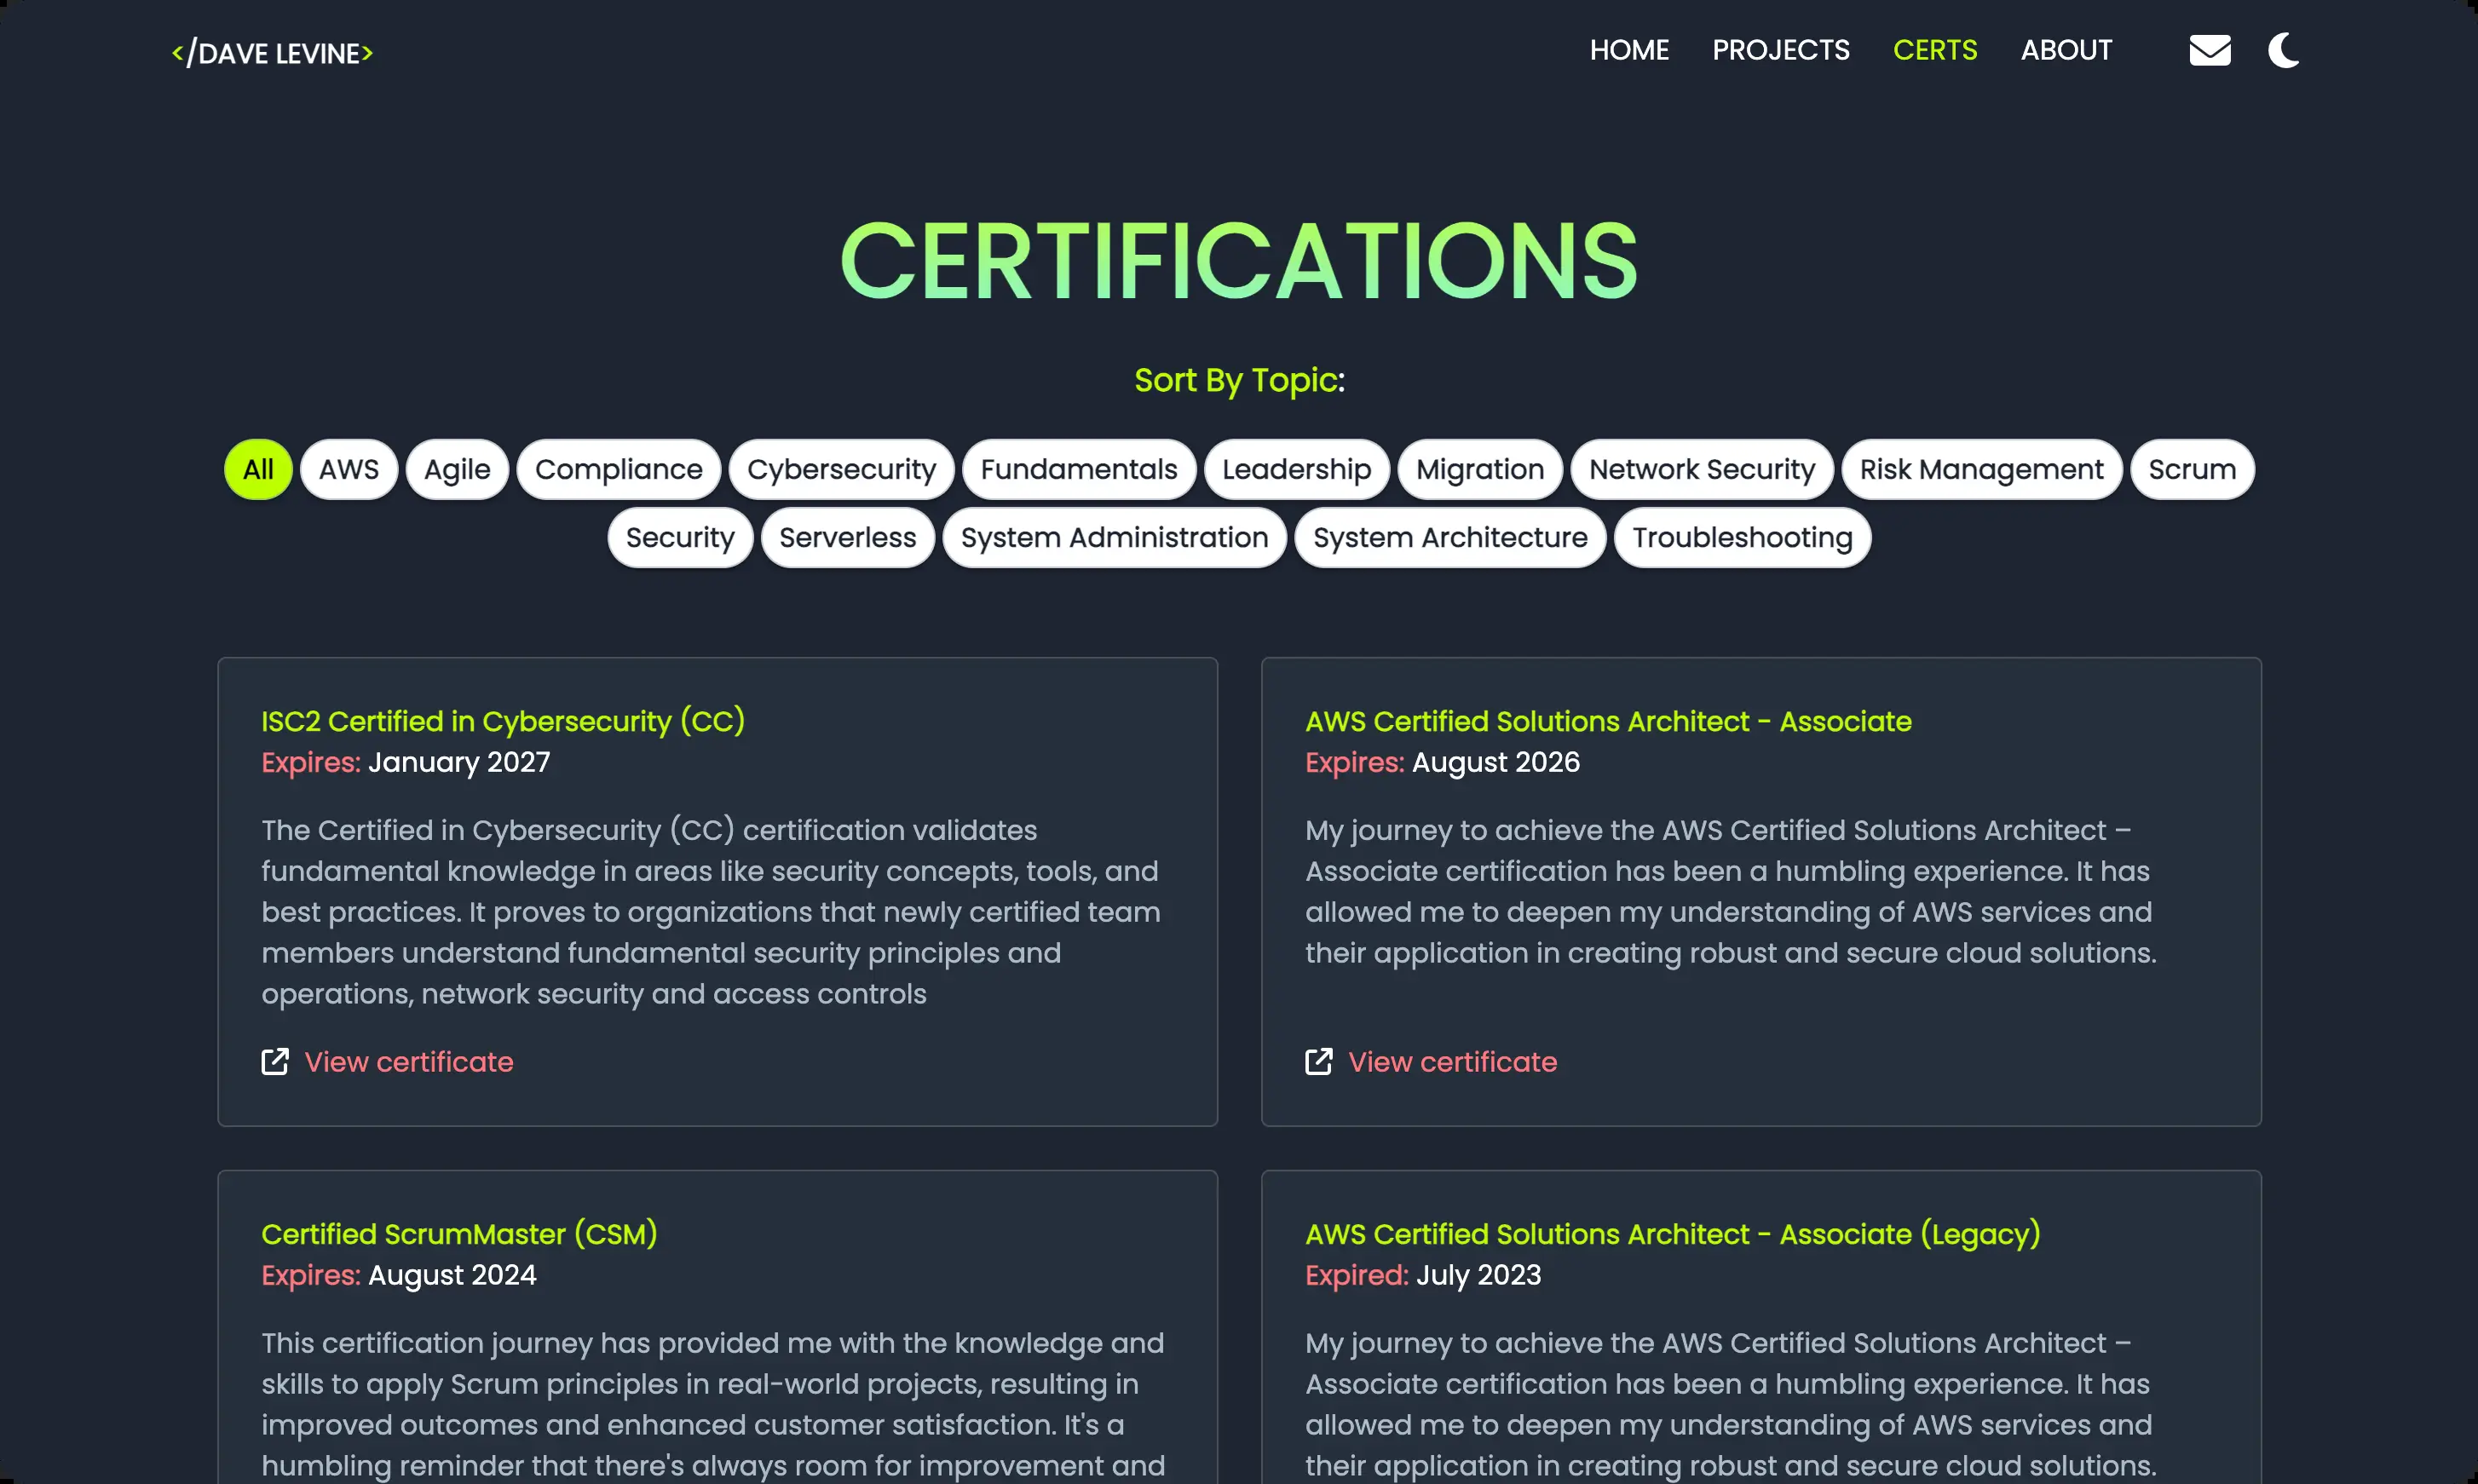 </DAVE LEVINE>
HOME PROJECTS CERTS ABOUT
CERTIFICATIONS
Sort By Topic:
All AWS Agile Compliance Cybersecurity Fundamentals Leadership Migration Network Security Risk Management Scrum
Security Serverless System Administration System Architecture Troubleshooting
ISC2 Certified in Cybersecurity (CC)
Expires: January 2027
The Certified in Cybersecurity (CC) certification validates
fundamental knowledge in areas like security concepts, tools, and
best practices. It proves to organizations that newly certified team
members understand fundamental security principles and
operations, network security and access controls
View certificate
AWS Certified Solutions Architect - Associate
Expires: August 2026
My journey to achieve the AWS Certified Solutions Architect –
Associate certification has been a humbling experience. It has
allowed me to deepen my understanding of AWS services and
their application in creating robust and secure cloud solutions.
View certificate
Certified ScrumMaster (CSM)
Expires: August 2024
This certification journey has provided me with the knowledge and
skills to apply Scrum principles in real-world projects, resulting in
improved outcomes and enhanced customer satisfaction. It's a
humbling reminder that there's always room for improvement and
AWS Certified Solutions Architect - Associate (Legacy)
Expired: July 2023
My journey to achieve the AWS Certified Solutions Architect –
Associate certification has been a humbling experience. It has
allowed me to deepen my understanding of AWS services and
their application in creating robust and secure cloud solutions.